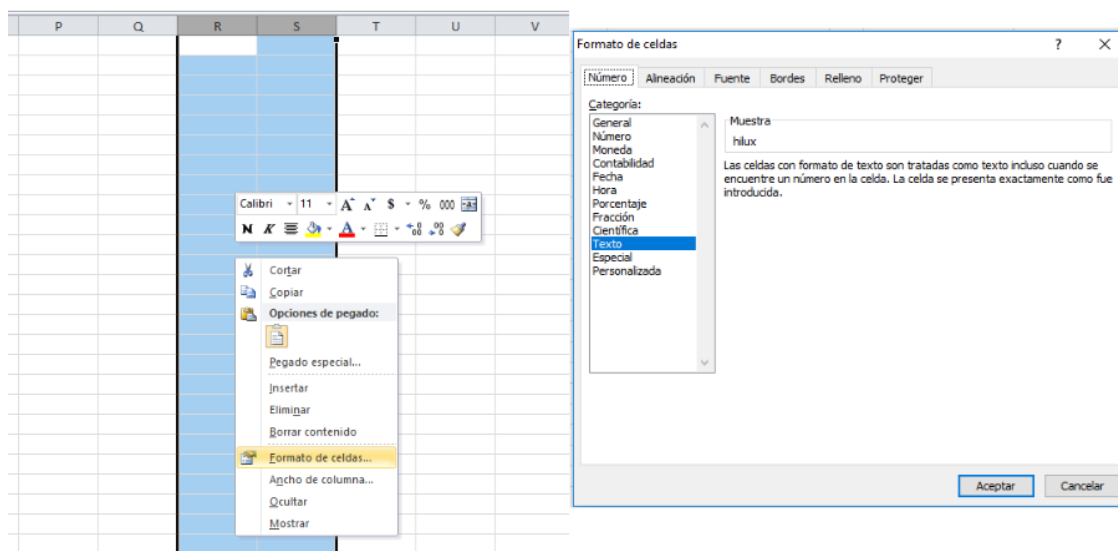 P Q R S T U V
Calibri 11 A A $ % 000
N K A
Cortar
Copiar
Opciones de pegado:
Pegado especial...
Insertar
Eliminar
Borrar contenido
Formato de celdas...
Ancho de columna...
Ocultar
Mostrar
Formato de celdas ? X
Número Alineación Fuente Bordes Relleno Proteger
Categoría:
General
Número
Moneda
Contabilidad
Fecha
Hora
Porcentaje
Fracción
Científica
Texto
Especial
Personalizada
Muestra
hilux
Las celdas con formato de texto son tratadas como texto incluso cuando se
encuentre un número en la celda. La celda se presenta exactamente como fue
introducida.
Aceptar Cancelar